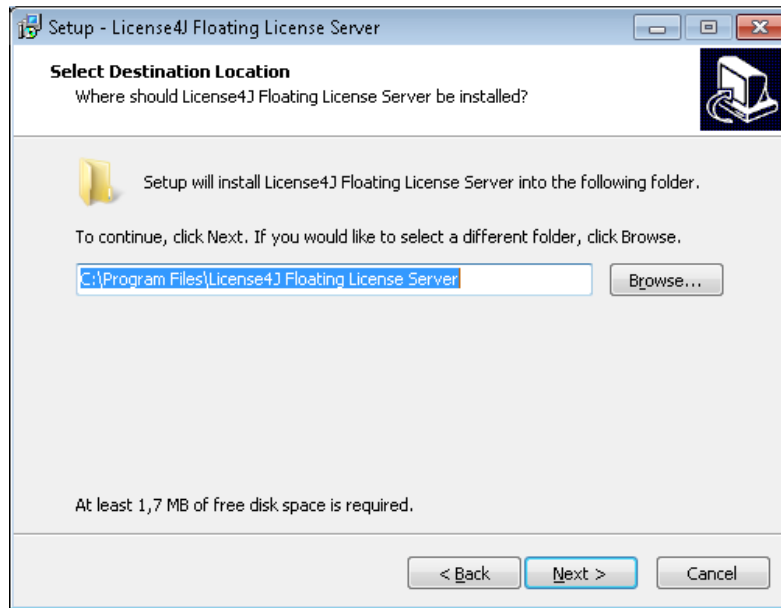 Setup - License4J Floating License Server
Select Destination Location
Where should License4J Floating License Server be installed?
Setup will install License4J Floating License Server into the following folder.
To continue, click Next. If you would like to select a different folder, click Browse.
C:\Program Files\License4J Floating License Server
Browse...
At least 1,7 MB of free disk space is required.
< Back
Next >
Cancel